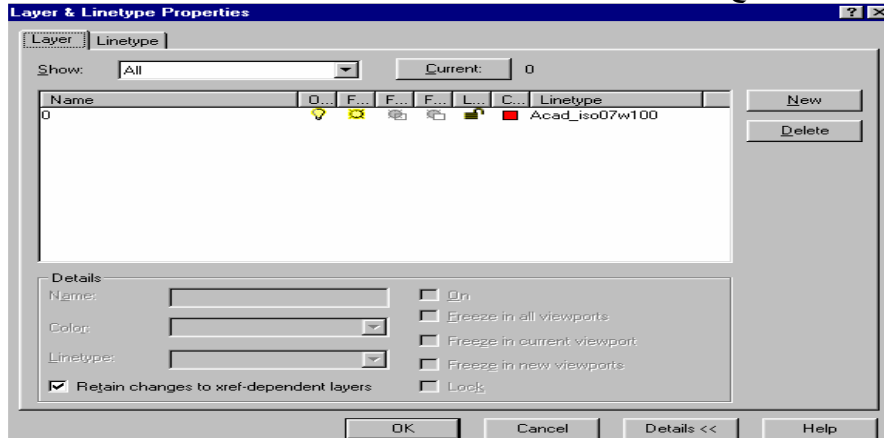 Layer & Linetype Properties
Layer Linetype
Show: All Current: 0
Name O... F... F... F... L... C... Linetype
0 Acad_iso07w100
New
Delete
Details
Name:
Color:
Linetype:
Retain changes to xref-dependent layers
On
Freeze in all viewports
Freeze in current viewport
Freeze in new viewports
Lock
OK Cancel Details << Help